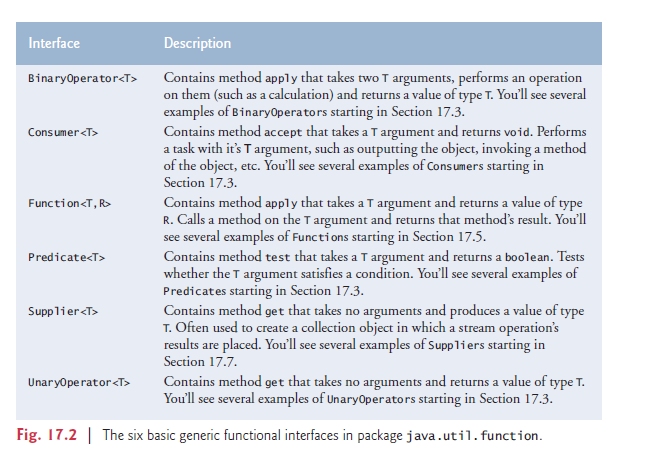 Interface Description
BinaryOperator<T> Contains method apply that takes two T arguments, performs an operation
on them (such as a calculation) and returns a value of type T. You'll see several
examples of BinaryOperators starting in Section 17.3.
Consumer<T> Contains method accept that takes a T argument and returns void. Performs
a task with it's T argument, such as outputting the object, invoking a method
of the object, etc. You'll see several examples of Consumers starting in
Section 17.3.
Function<T,R> Contains method apply that takes a T argument and returns a value of type
R. Calls a method on the T argument and returns that method's result. You'll
see several examples of Functions starting in Section 17.5.
Predicate<T> Contains method test that takes a T argument and returns a boolean. Tests
whether the T argument satisfies a condition. You'll see several examples of
Predicates starting in Section 17.3.
Supplier<T> Contains method get that takes no arguments and produces a value of type
T. Often used to create a collection object in which a stream operation's
results are placed. You'll see several examples of Suppliers starting in
Section 17.7.
UnaryOperator<T> Contains method get that takes no arguments and returns a value of type T.
You'll see several examples of UnaryOperators starting in Section 17.3.
Fig. 17.2 | The six basic generic functional interfaces in package java.util.function.